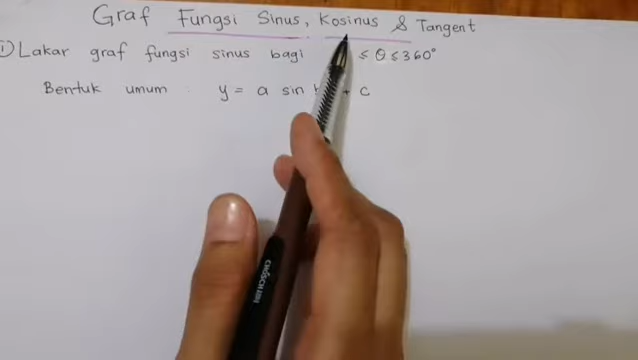 Graf Fungsi Sinus, Kosinus & Tangent
① Lakar graf fungsi sinus bagi ≤ θ ≤ 360°
Bentuk umum : y = a sin b + c